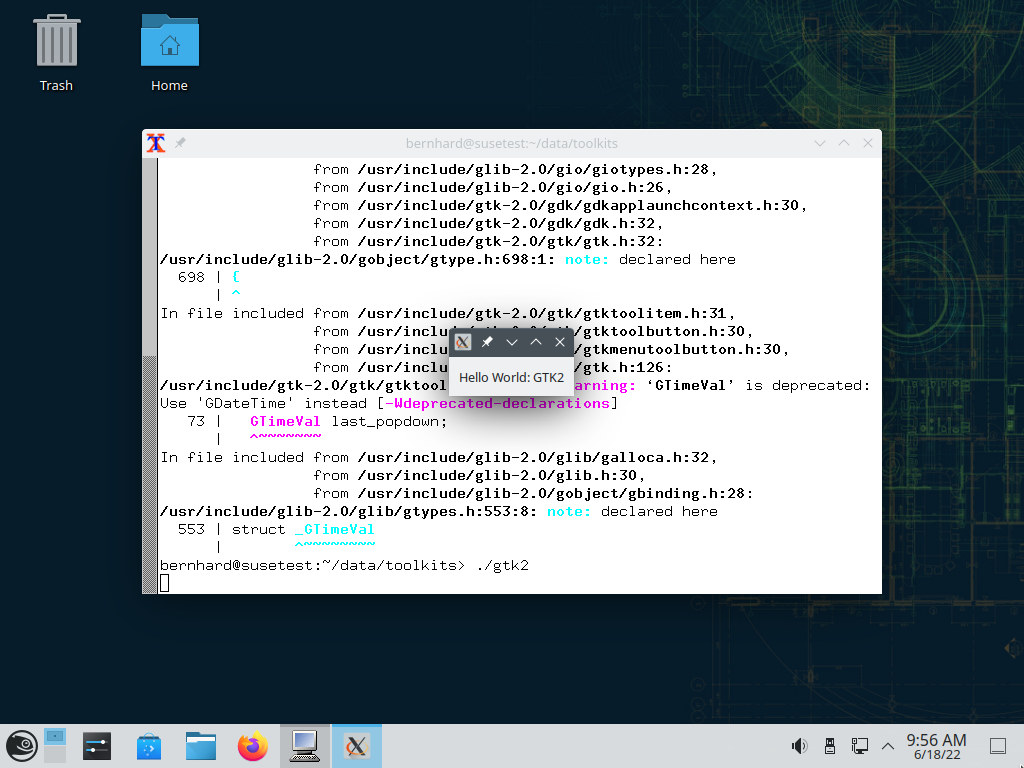 Trash
Home
bernhard@susetest:~/data/toolkits
from /usr/include/glib-2.0/gio/giotypes.h:28,
from /usr/include/glib-2.0/gio/gio.h:26,
from /usr/include/gtk-2.0/gdk/gdkapplaunchcontext.h:30,
from /usr/include/gtk-2.0/gdk/gdk.h:32,
from /usr/include/gtk-2.0/gtk/gtk.h:32:
/usr/include/glib-2.0/gobject/gtype.h:698:1: note: declared here
698 | {
| ^
In file included from /usr/include/gtk-2.0/gtk/gtktoolitem.h:31,
from /usr/inclu gtktoolbutton.h:30,
from /usr/inclu /gtkmenutoolbutton.h:30,
from /usr/inclu gtk.h:126:
/usr/include/gtk-2.0/gtk/gtktool arning: ‘GTimeVal’ is deprecated:
Use 'GDateTime' instead [-Wdeprecated-declarations]
73 | GTimeVal last_popdown;
| ^~~~~~~~
In file included from /usr/include/glib-2.0/glib/galloca.h:32,
from /usr/include/glib-2.0/glib.h:30,
from /usr/include/glib-2.0/gobject/gbinding.h:28:
/usr/include/glib-2.0/glib/gtypes.h:553:8: note: declared here
553 | struct _GTimeVal
| ^~~~~~~~~
bernhard@susetest:~/data/toolkits> ./gtk2
Hello World: GTK2
9:56 AM
6/18/22